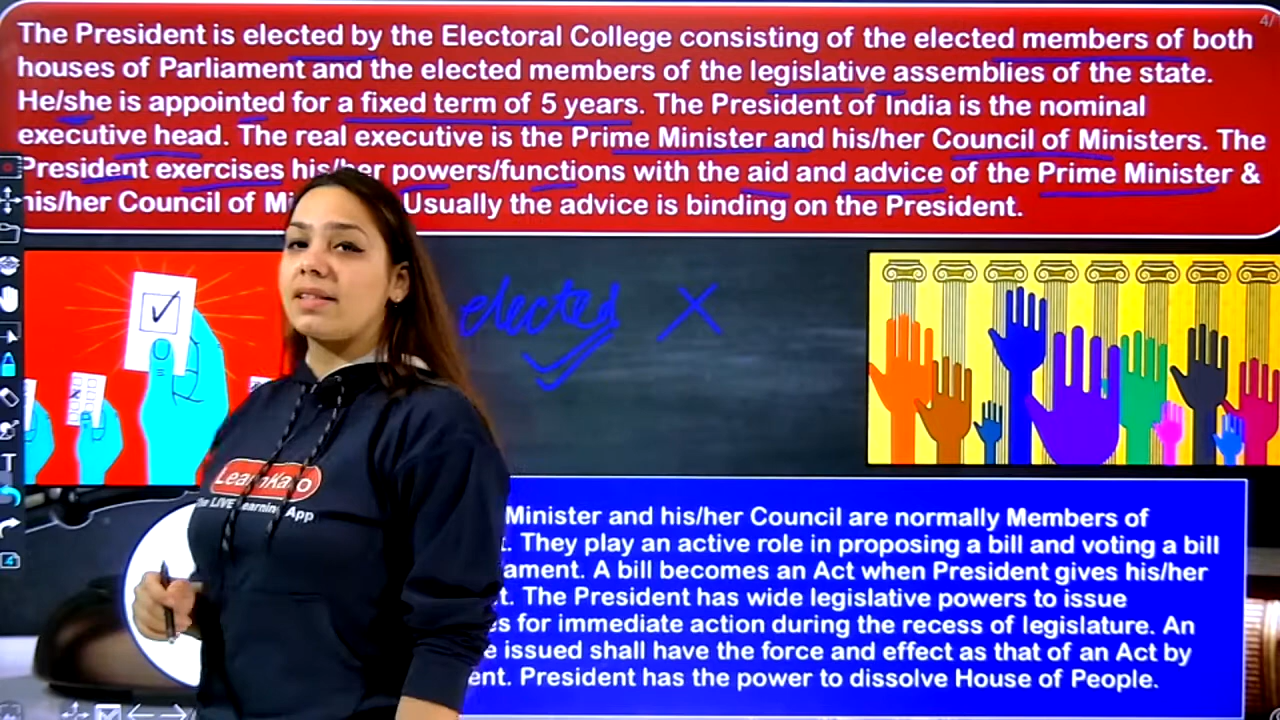 4/
The President is elected by the Electoral College consisting of the elected members of both
houses of Parliament and the elected members of the legislative assemblies of the state.
He/she is appointed for a fixed term of 5 years. The President of India is the nominal
executive head. The real executive is the Prime Minister and his/her Council of Ministers. The
President exercises his/her powers/functions with the aid and advice of the Prime Minister &
his/her Council of Mi Usually the advice is binding on the President.
elected X
LearnKaro
The LIVE Learning App
Minister and his/her Council are normally Members of
t. They play an active role in proposing a bill and voting a bill
ament. A bill becomes an Act when President gives his/her
t. The President has wide legislative powers to issue
es for immediate action during the recess of legislature. An
e issued shall have the force and effect as that of an Act by
ent. President has the power to dissolve House of People.
T